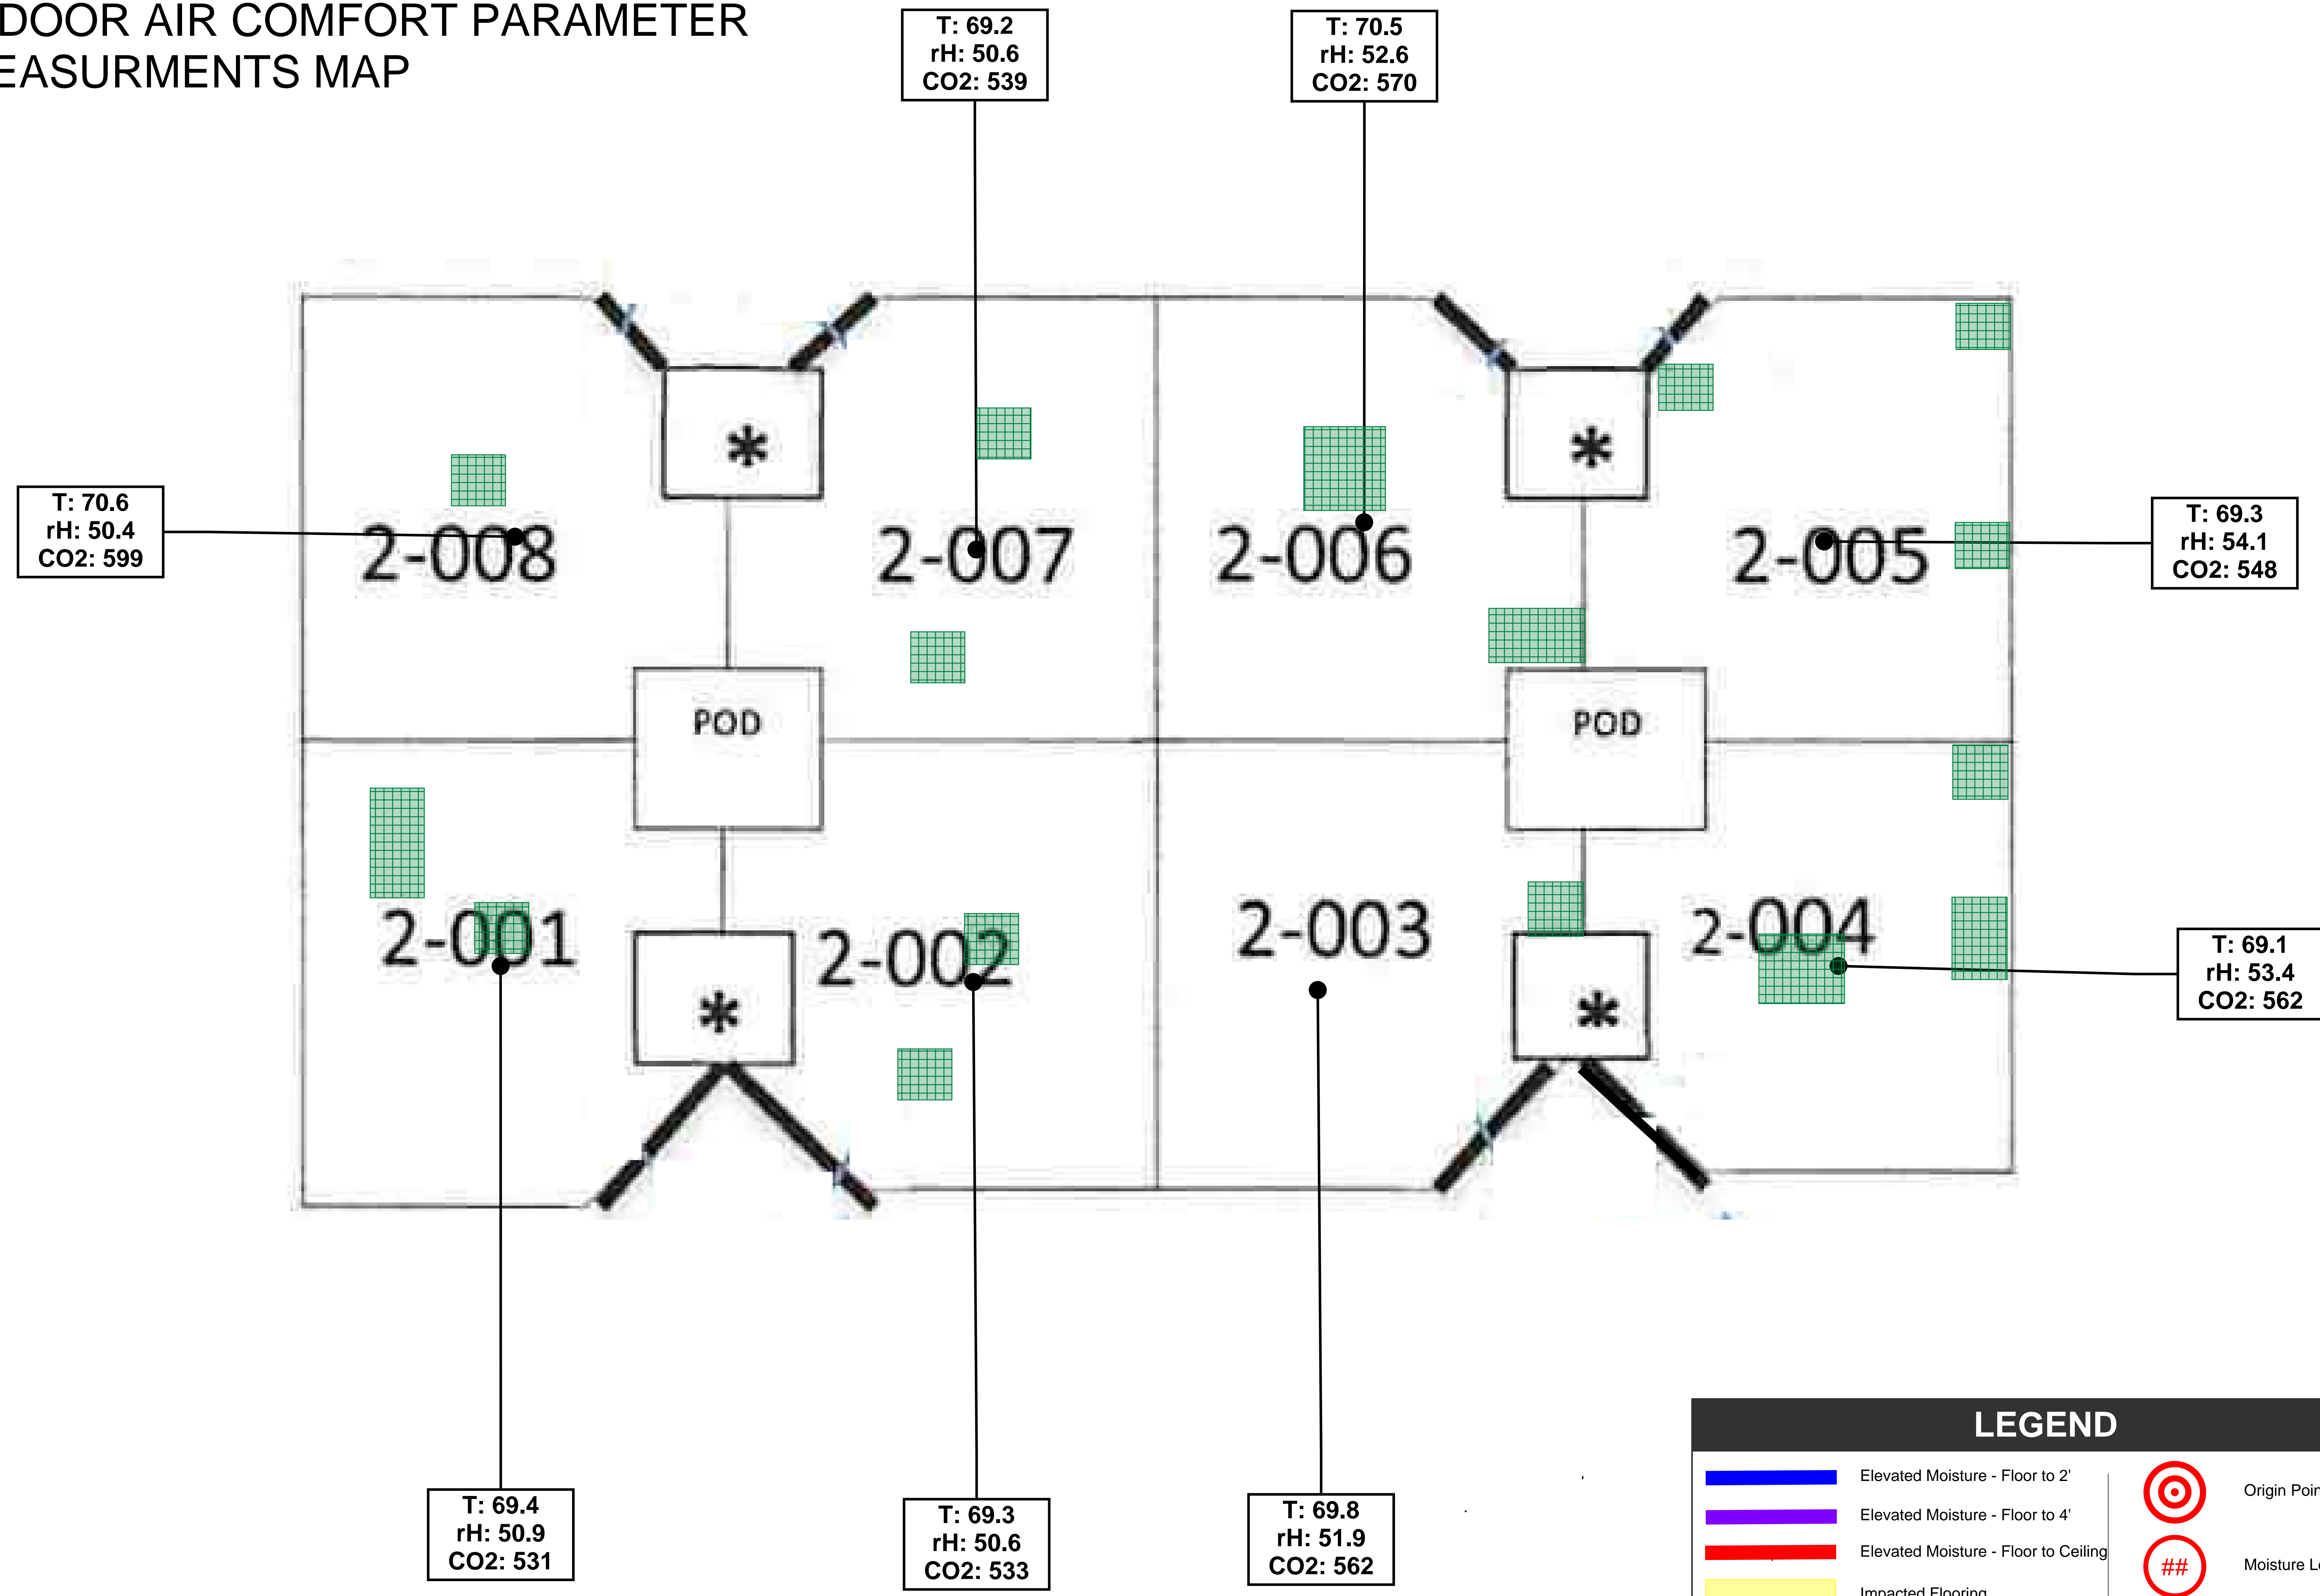 DOOR AIR COMFORT PARAMETER
EASURMENTS MAP
T: 69.2
rH: 50.6
CO2: 539
T: 70.5
rH: 52.6
CO2: 570
*
*
T: 70.6
rH: 50.4
CO2: 599
2-008
2-007
2-006
2-005
T: 69.3
rH: 54.1
CO2: 548
POD
POD
2-001
2-002
2-003
2-004
*
*
T: 69.1
rH: 53.4
CO2: 562
T: 69.4
rH: 50.9
CO2: 531
T: 69.3
rH: 50.6
CO2: 533
T: 69.8
rH: 51.9
CO2: 562
LEGEND
Elevated Moisture - Floor to 2'
Elevated Moisture - Floor to 4'
Elevated Moisture - Floor to Ceiling
Impacted Flooring
Origin Poin
##
Moisture Lo